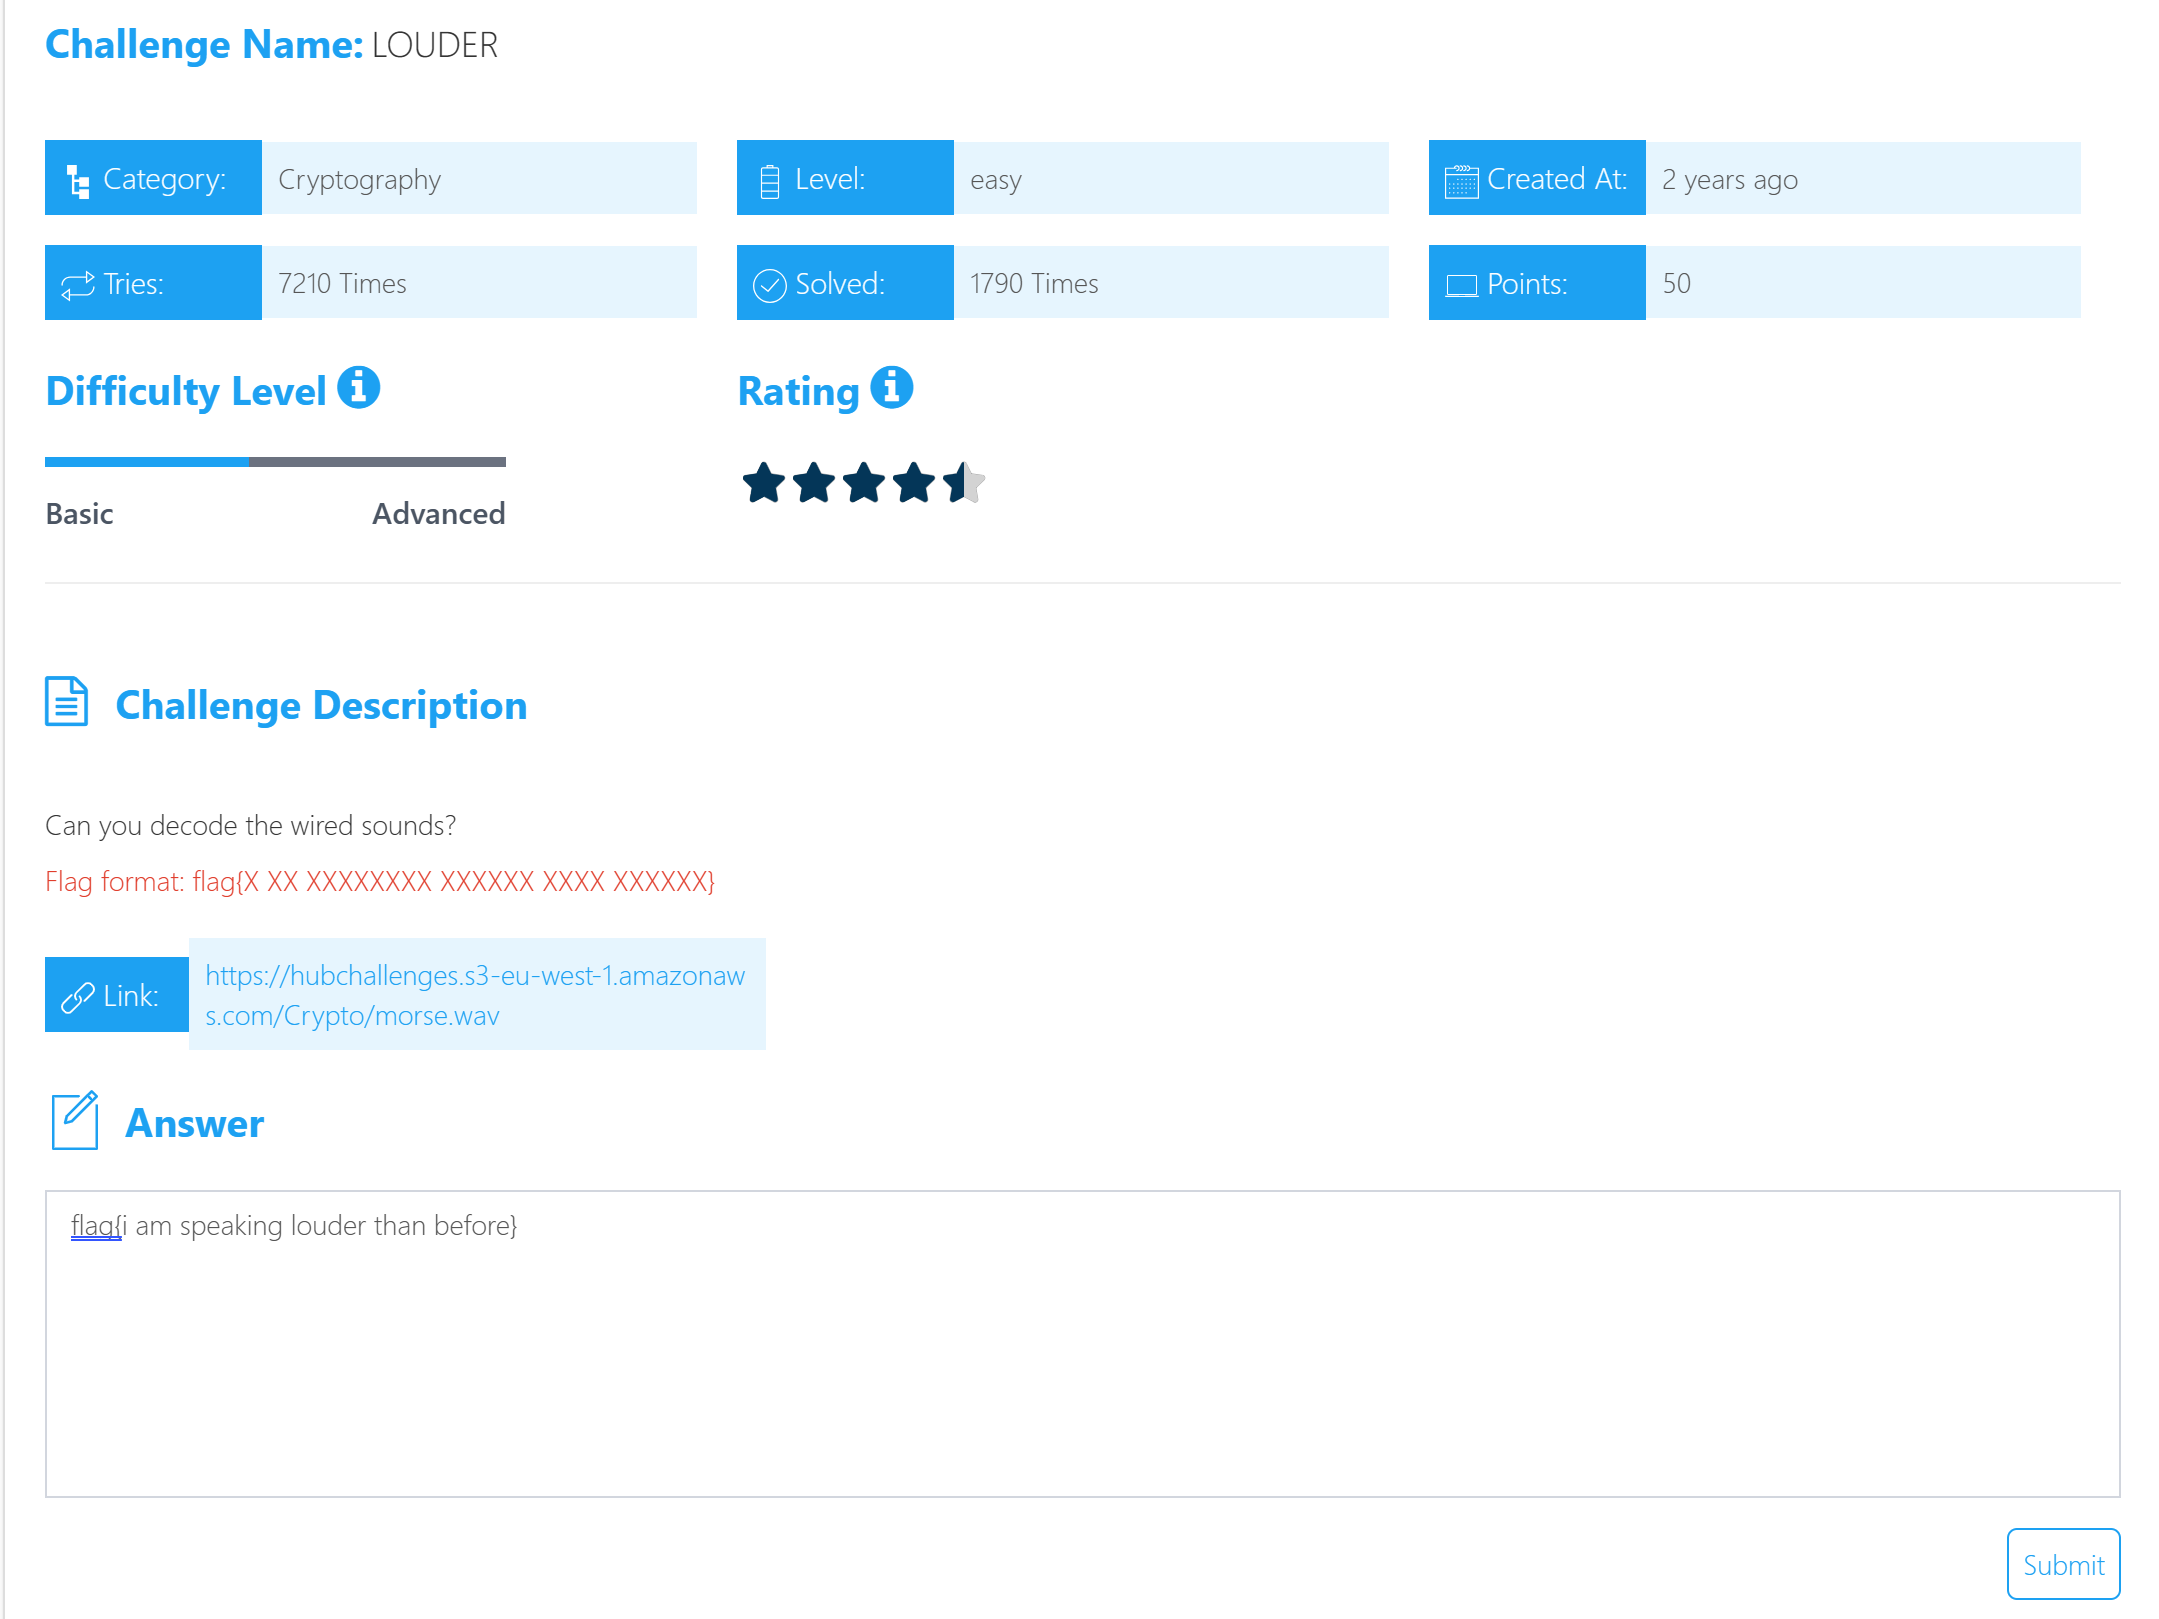 Challenge Name: LOUDER
Category: Cryptography
Level: easy
Created At: 2 years ago
Tries: 7210 Times
Solved: 1790 Times
Points: 50
Difficulty Level
Rating
Basic Advanced
Challenge Description
Can you decode the wired sounds?
Flag format: flag{X XX XXXXXXXX XXXXXX XXXX XXXXXX}
Link: https://hubchallenges.s3-eu-west-1.amazonaw
s.com/Crypto/morse.wav
Answer
flag{i am speaking louder than before}
Submit